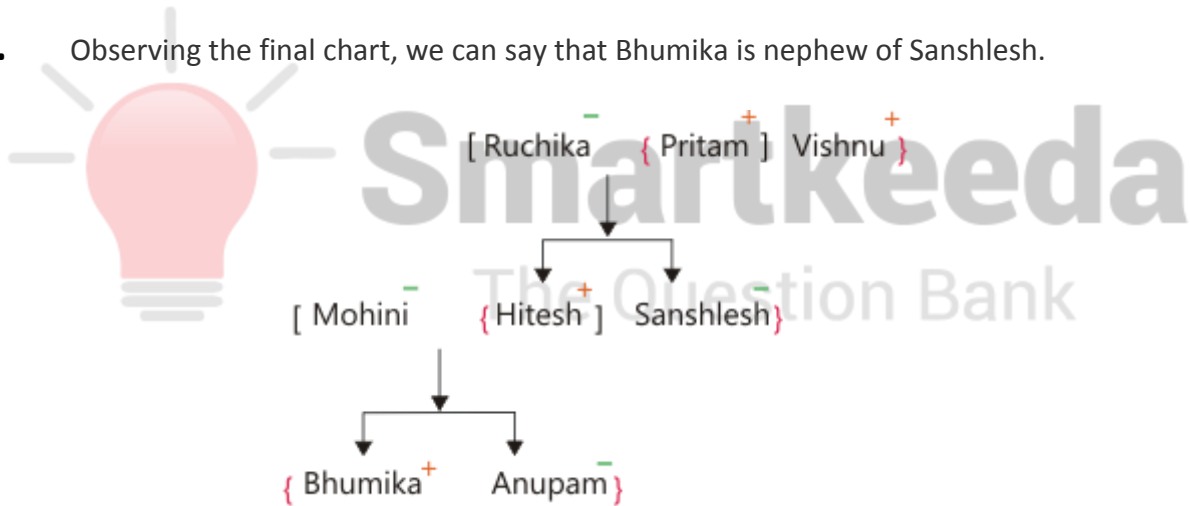 Observing the final chart, we can say that Bhumika is nephew of Sanshlesh.
Smartkeeda
The Question Bank
[ Ruchika − { Pritam + ] Vishnu + }
[ Mohini − { Hitesh + ] Sanshlesh − }
{ Bhumika + Anupam − }